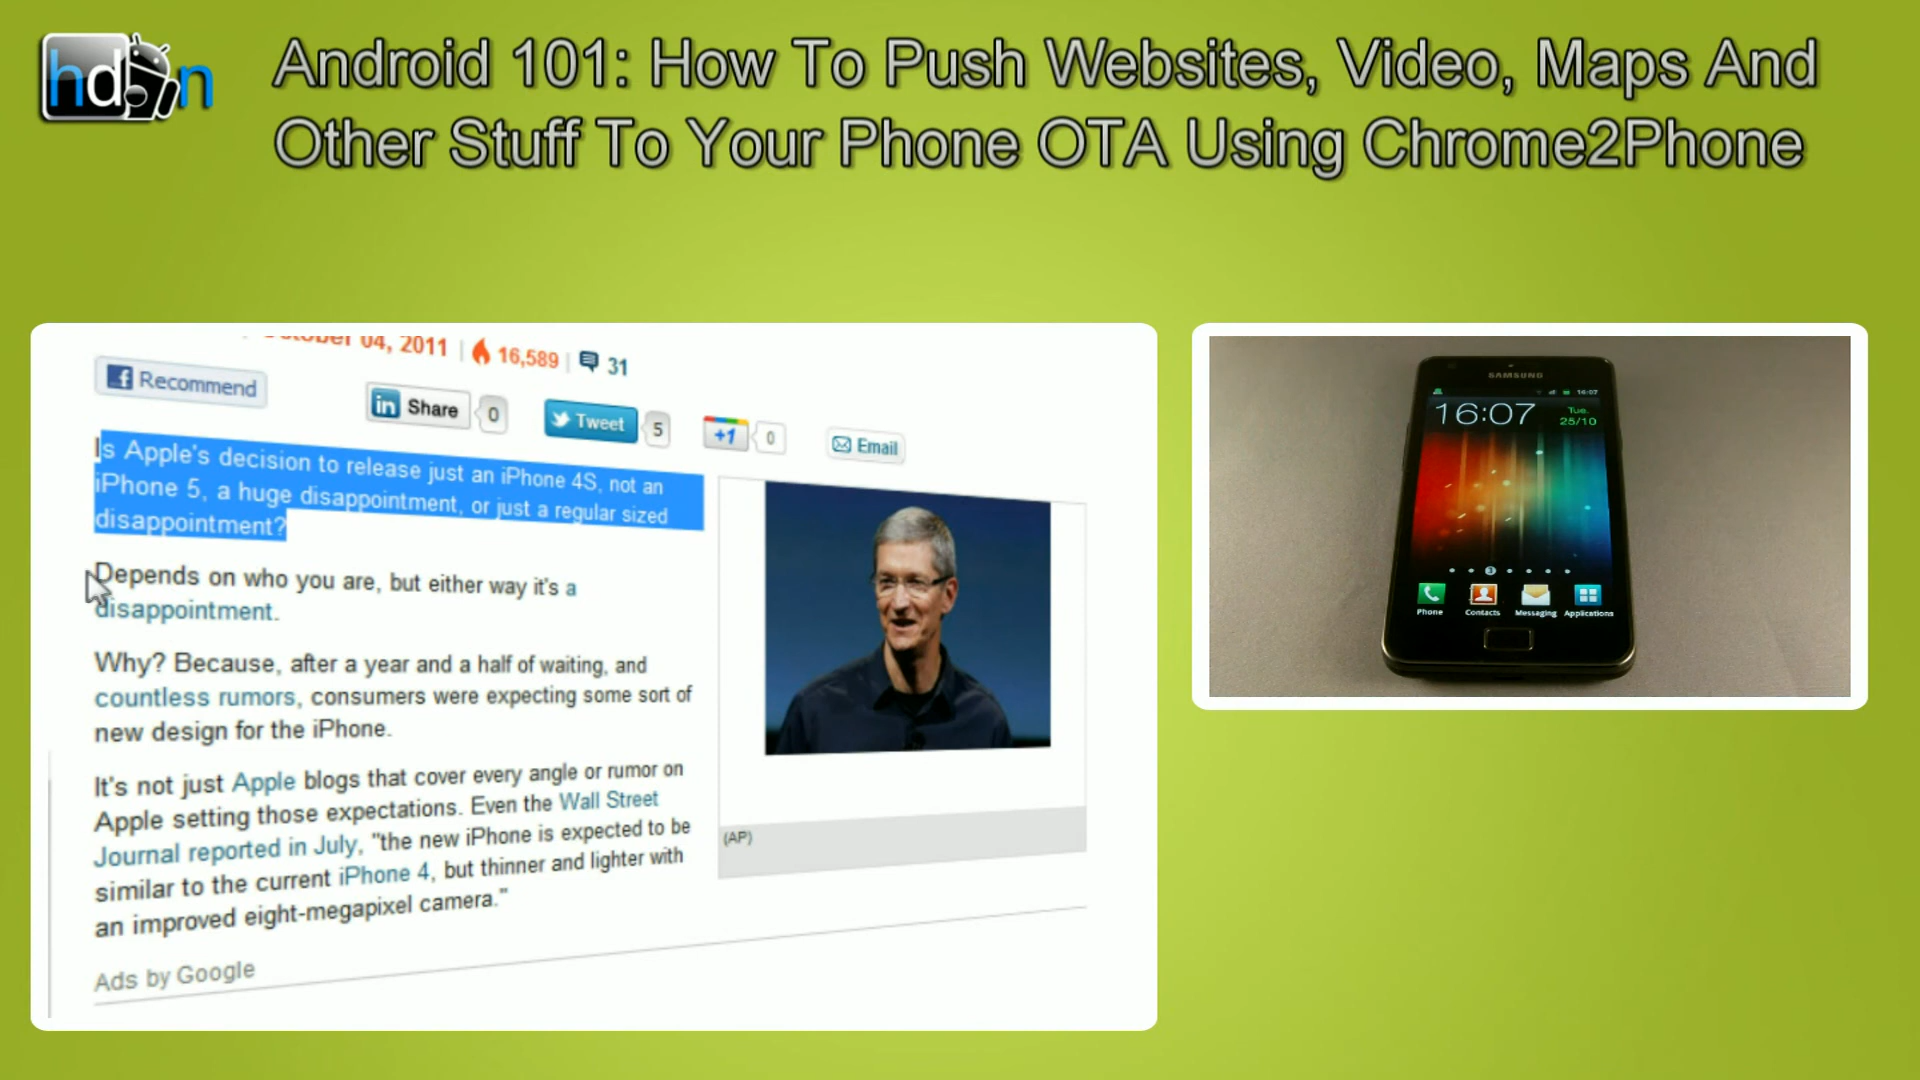 hdon
Android 101: How To Push Websites, Video, Maps And
Other Stuff To Your Phone OTA Using Chrome2Phone
October 04, 2011 | 16,589 | 31
Recommend
in Share 0
Tweet 5
+1 0
Email
Is Apple's decision to release just an iPhone 4S, not an
iPhone 5, a huge disappointment, or just a regular sized
disappointment?
Depends on who you are, but either way it's a
disappointment.
Why? Because, after a year and a half of waiting, and
countless rumors, consumers were expecting some sort of
new design for the iPhone.
It's not just Apple blogs that cover every angle or rumor on
Apple setting those expectations. Even the Wall Street
Journal reported in July, "the new iPhone is expected to be
similar to the current iPhone 4, but thinner and lighter with
an improved eight-megapixel camera."
(AP)
Ads by Google
SAMSUNG
16:07
16:07
Tue.
25/10
3
Phone Contacts Messaging Applications